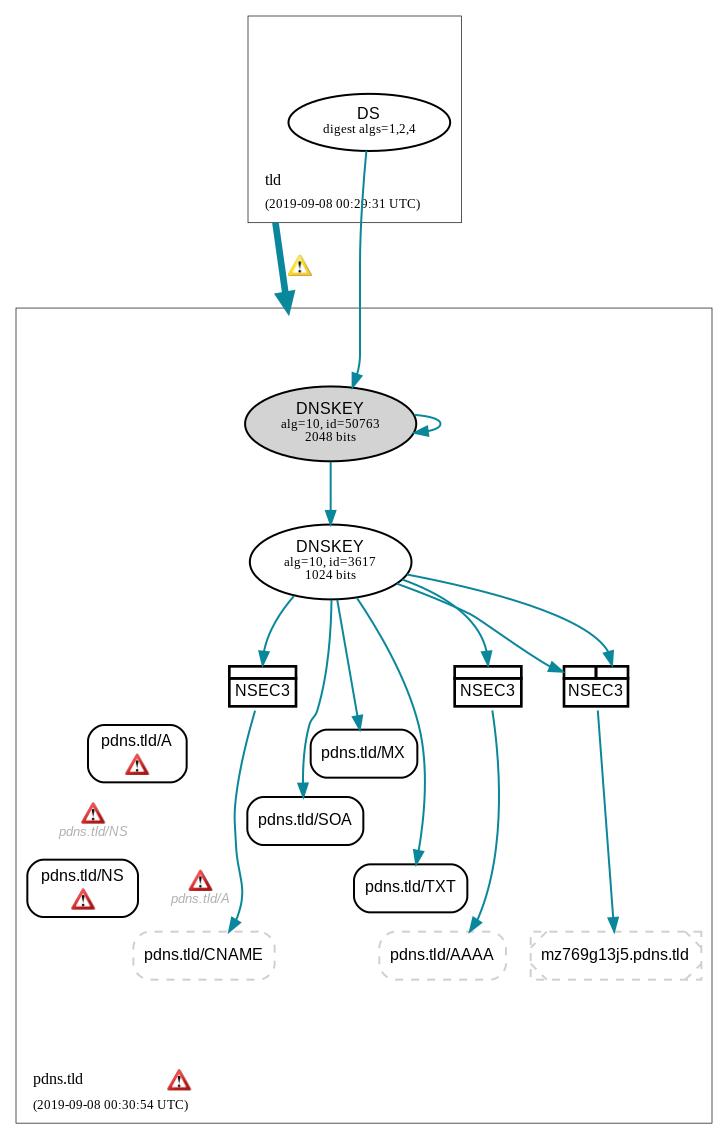 DS
digest algs=1,2,4
tld
(2019-09-08 00:29:31 UTC)
DNSKEY
alg=10, id=50763
2048 bits
DNSKEY
alg=10, id=3617
1024 bits
NSEC3
NSEC3
NSEC3
pdns.tld/A
pdns.tld/MX
pdns.tld/SOA
pdns.tld/NS
pdns.tld/NS
pdns.tld/TXT
pdns.tld/A
pdns.tld/CNAME
pdns.tld/AAAA
mz769g13j5.pdns.tld
pdns.tld
(2019-09-08 00:30:54 UTC)